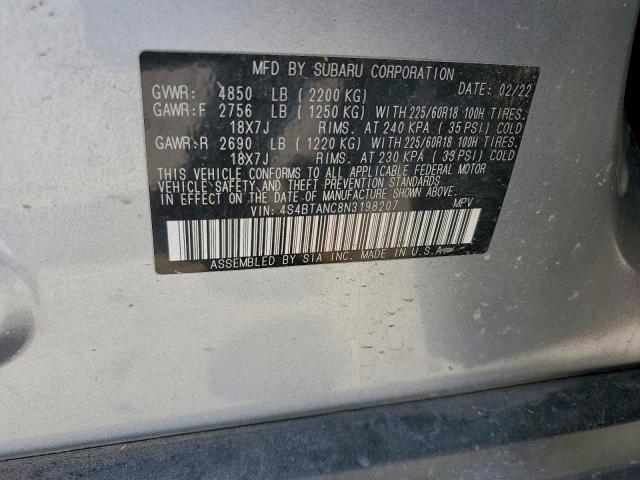 MFD BY SUBARU CORPORATION
GVWR: 4850 LB ( 2200 KG) DATE: 02/22
GAWR:F 2756 LB ( 1250 KG) WITH 225/60R18 100H TIRES.
18X7J RIMS. AT 240 KPA ( 35 PSI) COLD
GAWR:R 2690 LB ( 1220 KG) WITH 225/60R18 100H TIRES.
18X7J RIMS. AT 230 KPA ( 33 PSI) COLD
THIS VEHICLE CONFORMS TO ALL APPLICABLE FEDERAL MOTOR
VEHICLE SAFETY AND THEFT PREVENTION STANDARDS
IN EFFECT ON THE DATE OF MANUFACTURE SHOWN ABOVE.
VIN: 4S4BTANC8N3198207 MPV
ASSEMBLED BY SIA INC. MADE IN U.S.A.